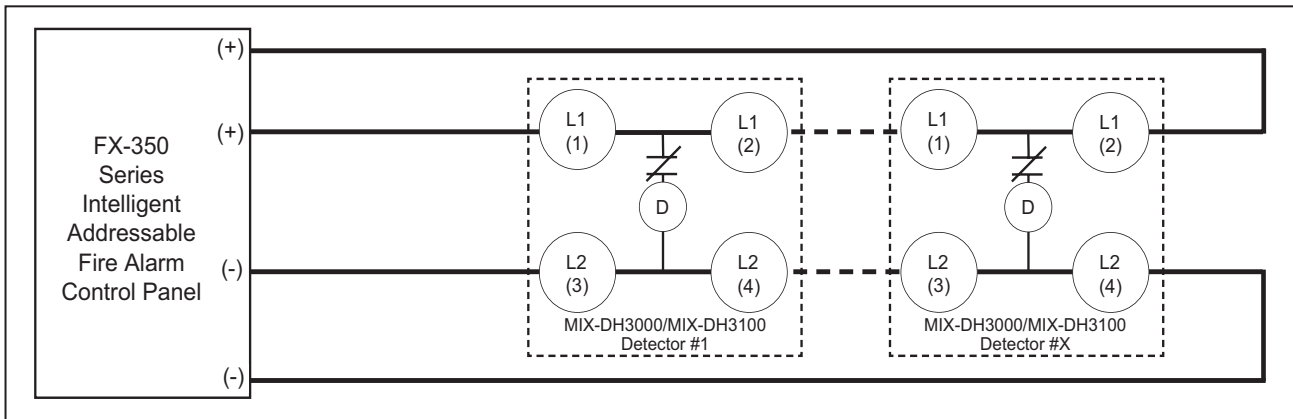 FX-350
Series
Intelligent
Addressable
Fire Alarm
Control Panel
(+)
(+)
(-)
(-)
L1
(1)
L1
(2)
D
L2
(3)
L2
(4)
MIX-DH3000/MIX-DH3100
Detector #1
L1
(1)
L1
(2)
D
L2
(3)
L2
(4)
MIX-DH3000/MIX-DH3100
Detector #X